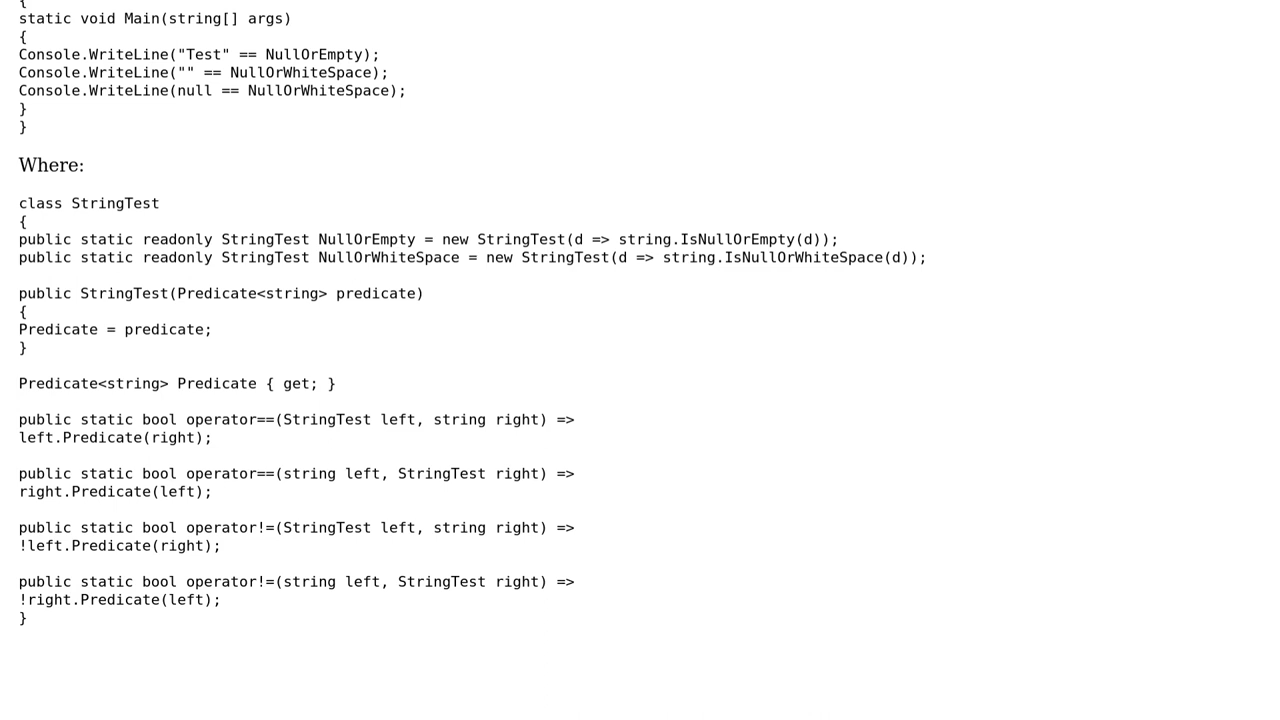 {
static void Main(string[] args)
{
Console.WriteLine("Test" == NullOrEmpty);
Console.WriteLine("" == NullOrWhiteSpace);
Console.WriteLine(null == NullOrWhiteSpace);
}
}
Where:
class StringTest
{
public static readonly StringTest NullOrEmpty = new StringTest(d => string.IsNullOrEmpty(d));
public static readonly StringTest NullOrWhiteSpace = new StringTest(d => string.IsNullOrWhiteSpace(d));
public StringTest(Predicate<string> predicate)
{
Predicate = predicate;
}
Predicate<string> Predicate { get; }
public static bool operator==(StringTest left, string right) =>
left.Predicate(right);
public static bool operator==(string left, StringTest right) =>
right.Predicate(left);
public static bool operator!=(StringTest left, string right) =>
!left.Predicate(right);
public static bool operator!=(string left, StringTest right) =>
!right.Predicate(left);
}